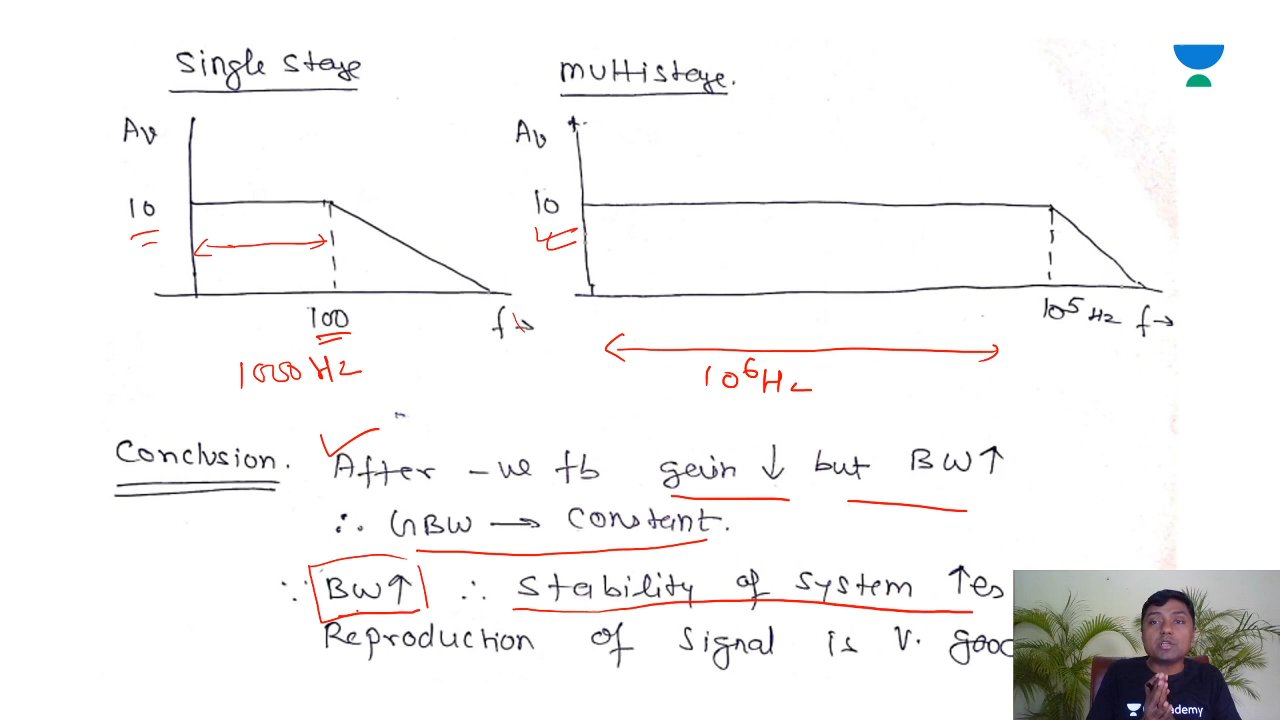 Single stage
Multistage.
Av
Av
10
10
100
f→
10⁵ Hz f→
1000 Hz
10⁶ Hz
Conclusion. After -ve fb gain ↓ but BW↑
∴ GBW → Constant.
∵ BW↑ ∴ Stability of system ↑es
Reproduction of signal is v. good